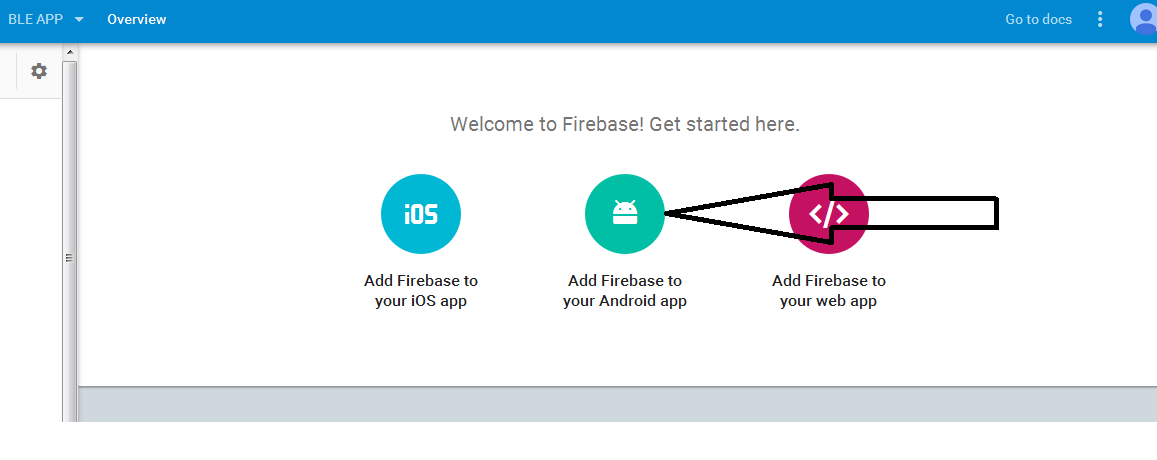 BLE APP Overview Go to docs
Welcome to Firebase! Get started here.
iOS </>
Add Firebase to your iOS app
Add Firebase to your Android app
Add Firebase to your web app